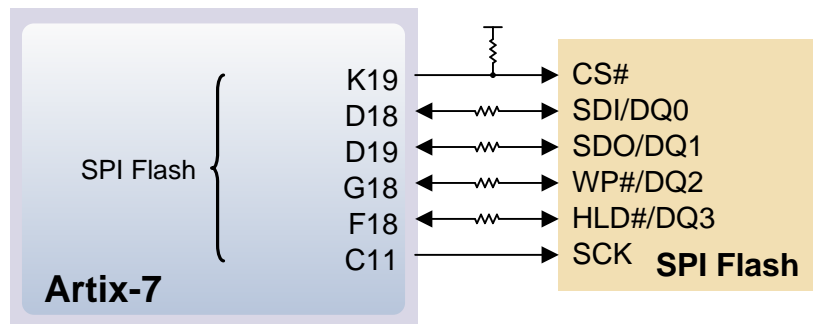 K19
CS#
D18
SDI/DQ0
D19
SDO/DQ1
SPI Flash
G18
WP#/DQ2
F18
HLD#/DQ3
C11
SCK
SPI Flash
Artix-7